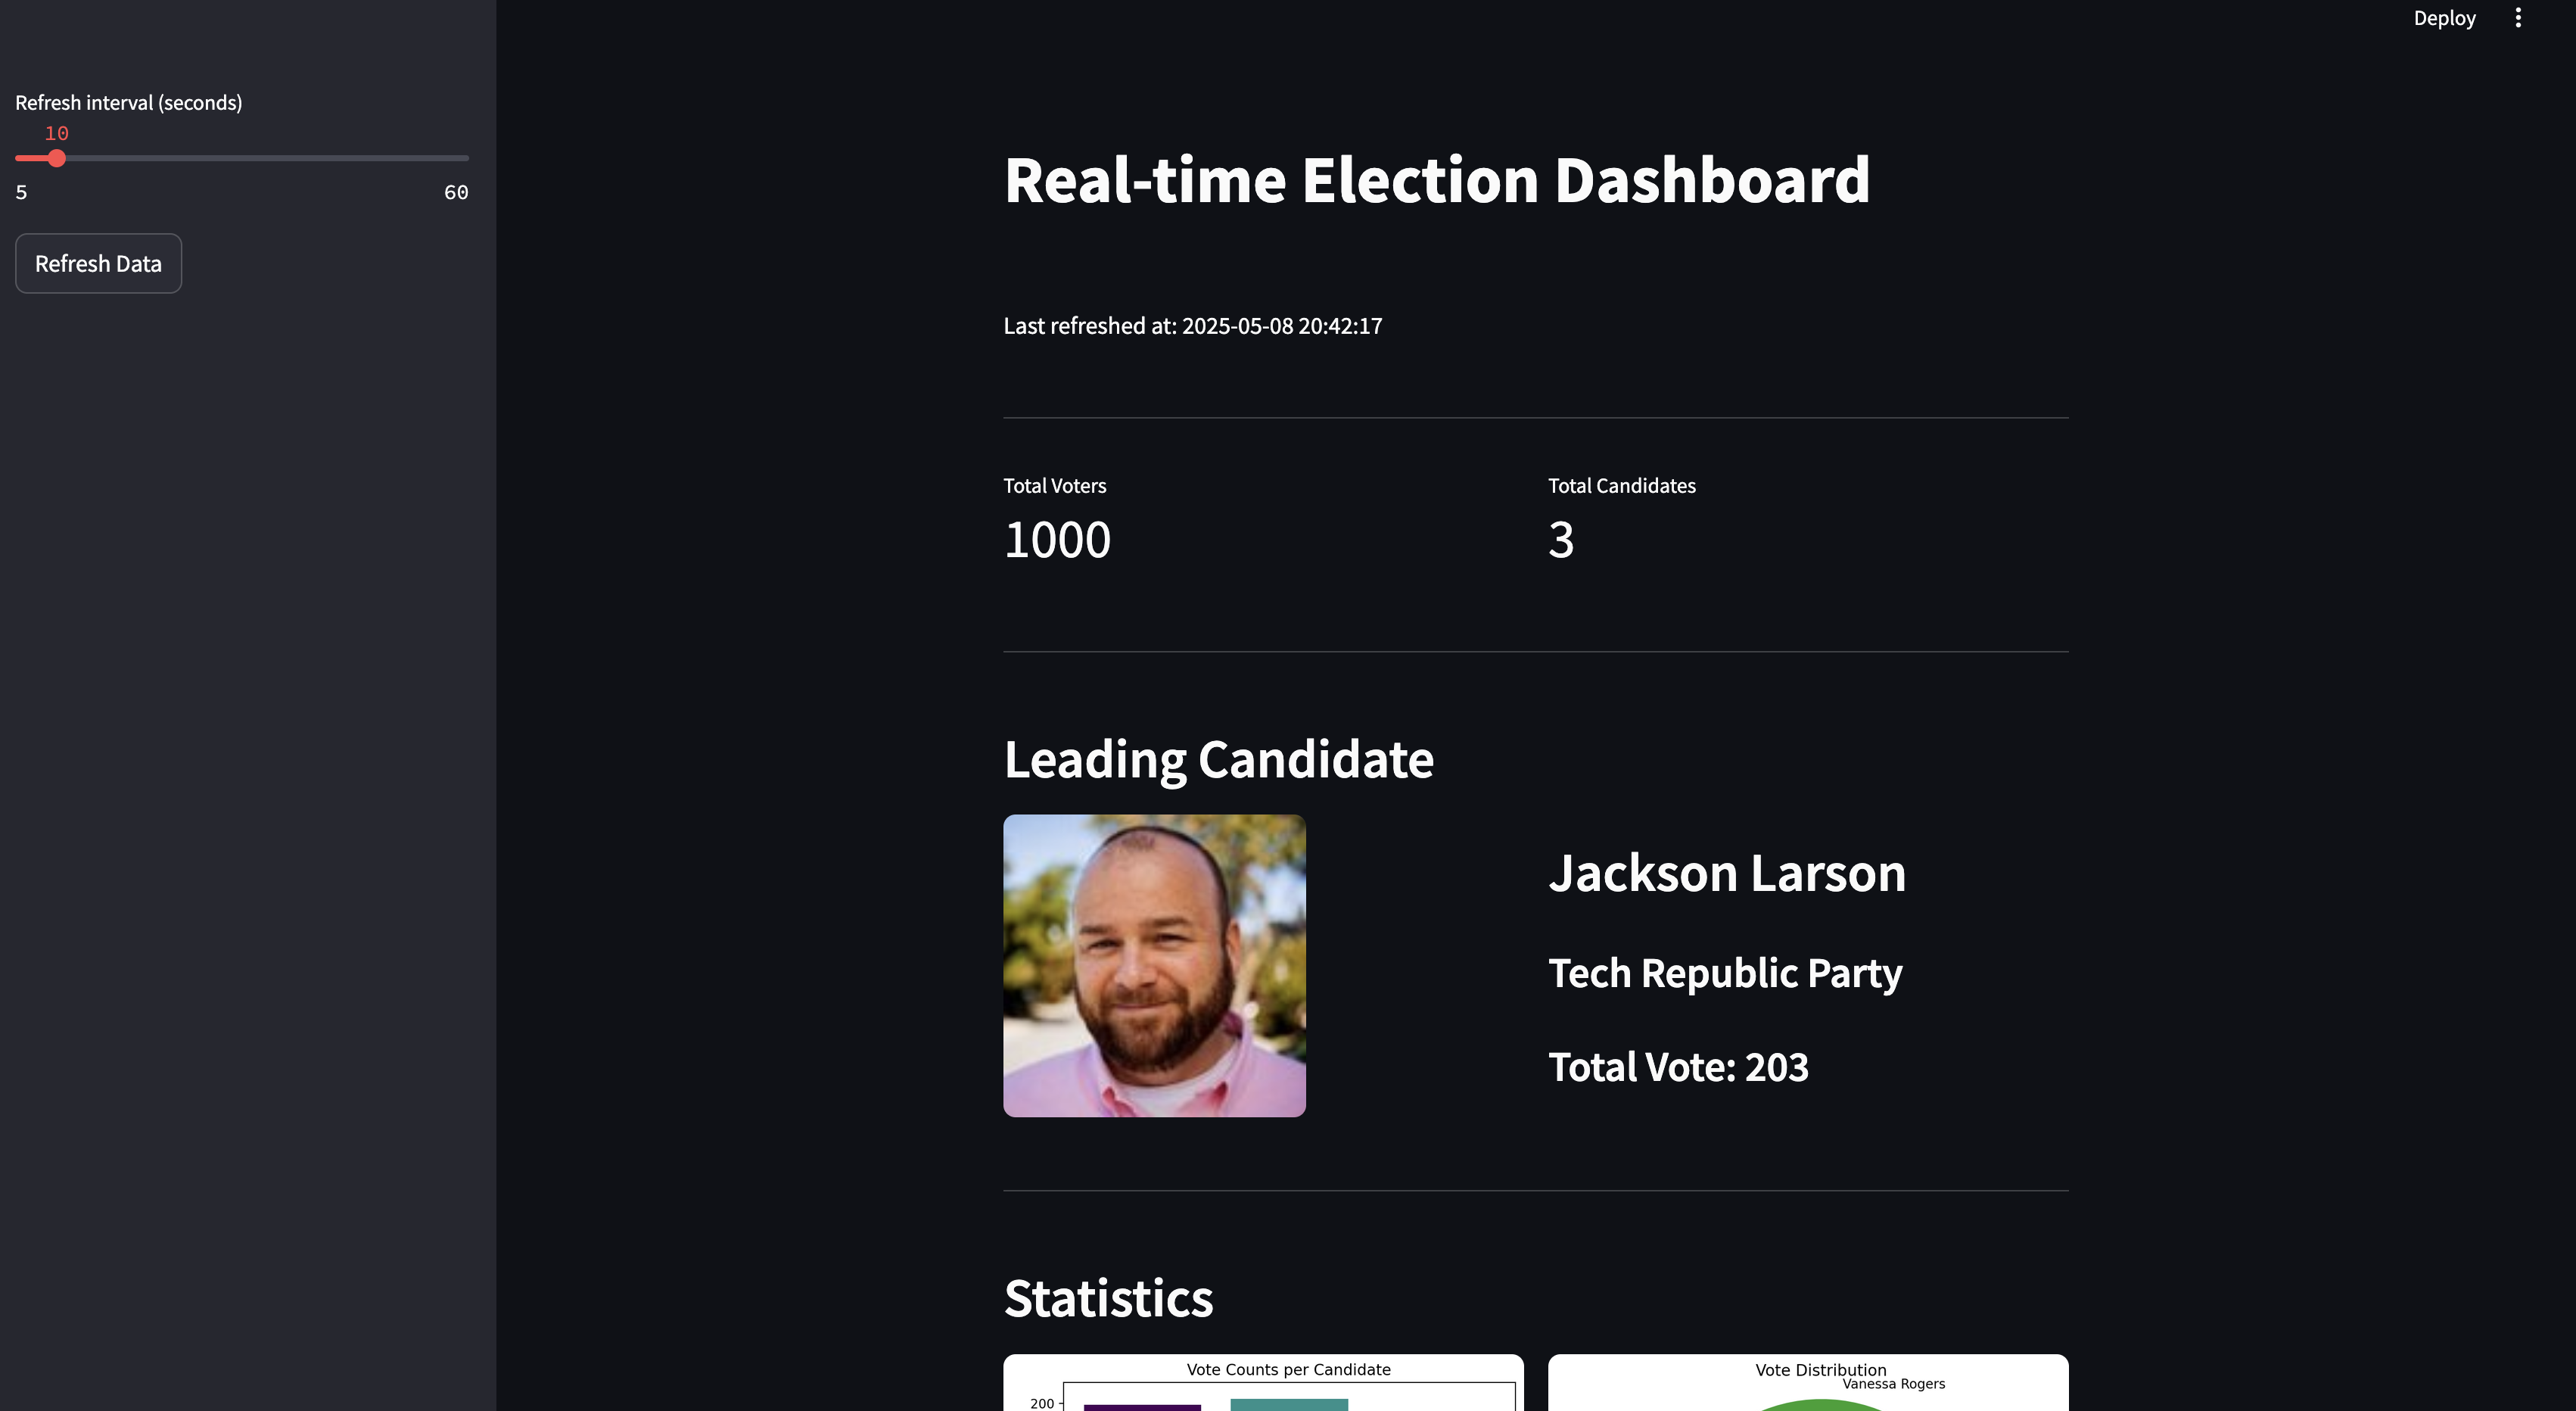 Deploy
Refresh interval (seconds)
10
5 60
Refresh Data
Real-time Election Dashboard
Last refreshed at: 2025-05-08 20:42:17
Total Voters
1000
Total Candidates
3
Leading Candidate
Jackson Larson
Tech Republic Party
Total Vote: 203
Statistics
Vote Counts per Candidate
200
Vote Distribution
Vanessa Rogers